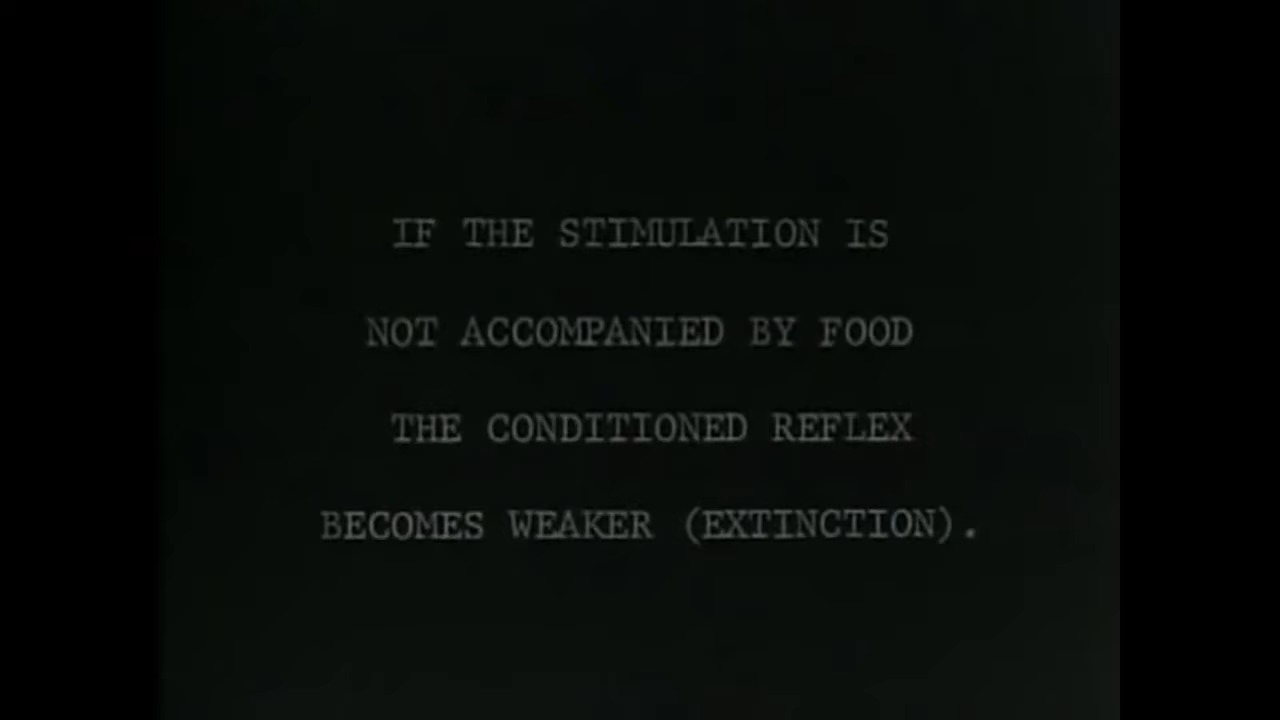 IF THE STIMULATION IS
NOT ACCOMPANIED BY FOOD
THE CONDITIONED REFLEX
BECOMES WEAKER (EXTINCTION).